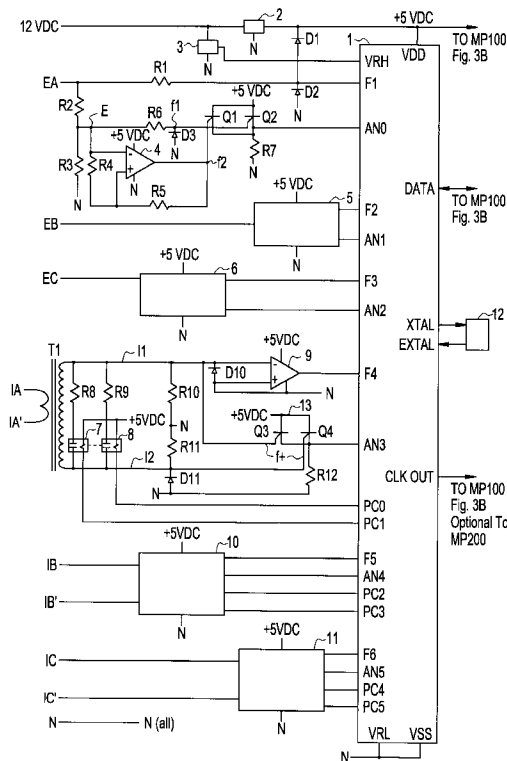 12 VDC
2
+5 VDC
TO MP100
Fig. 3B
3
N
N
D1
1
VDD
VRH
EA
R1
F1
R2
E
R6
f1
D2
+5 VDC
N
+5 VDC
D3
Q1
Q2
AN0
4
N
R3
R4
f2
R7
N
N
R5
N
DATA
TO MP100
Fig. 3B
+5 VDC
5
F2
EB
AN1
N
+5 VDC
EC
6
F3
AN2
N
XTAL
12
EXTAL
+5VDC
T1
I1
9
F4
D10
N
IA
R8
R9
R10
+5VDC
13
IA'
+5VDC
N
Q3
Q4
AN3
7
8
R11
f+
I2
D11
R12
N
CLK OUT
TO MP100
Fig. 3B
Optional To
MP200
PC0
PC1
+5VDC
10
F5
IB
AN4
PC2
IB'
PC3
N
+5VDC
11
F6
IC
AN5
PC4
IC'
PC5
N
N
N (all)
VRL
VSS
N